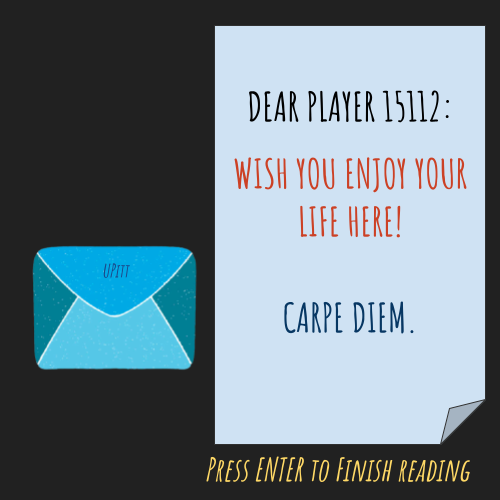 DEAR PLAYER 15112:
WISH YOU ENJOY YOUR
LIFE HERE!
CARPE DIEM.
UPitt
PRESS ENTER TO FINISH READING